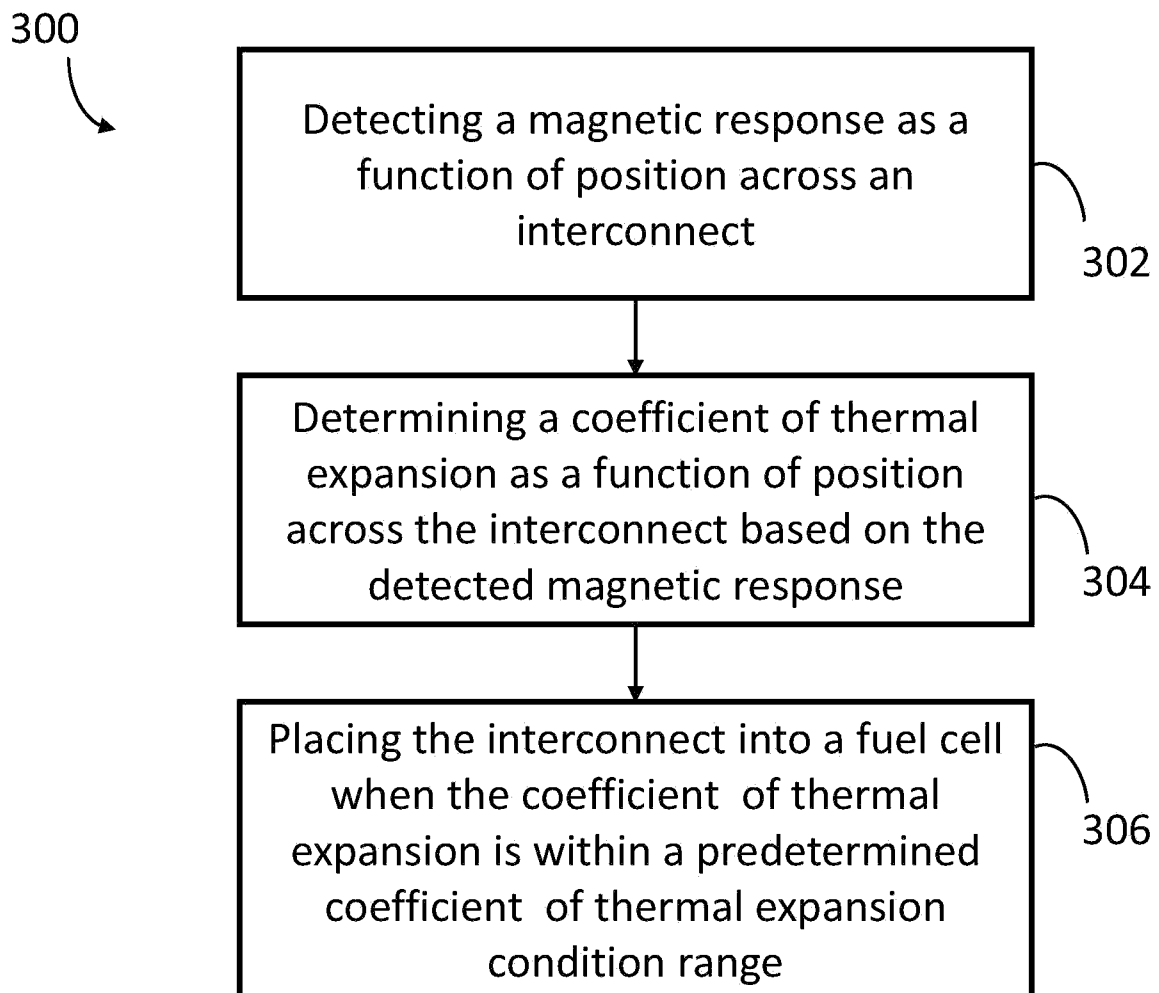 300
Detecting a magnetic response as a
function of position across an
interconnect
302
Determining a coefficient of thermal
expansion as a function of position
across the interconnect based on the
detected magnetic response
304
Placing the interconnect into a fuel cell
when the coefficient  of thermal
expansion is within a predetermined
coefficient  of thermal expansion
condition range
306